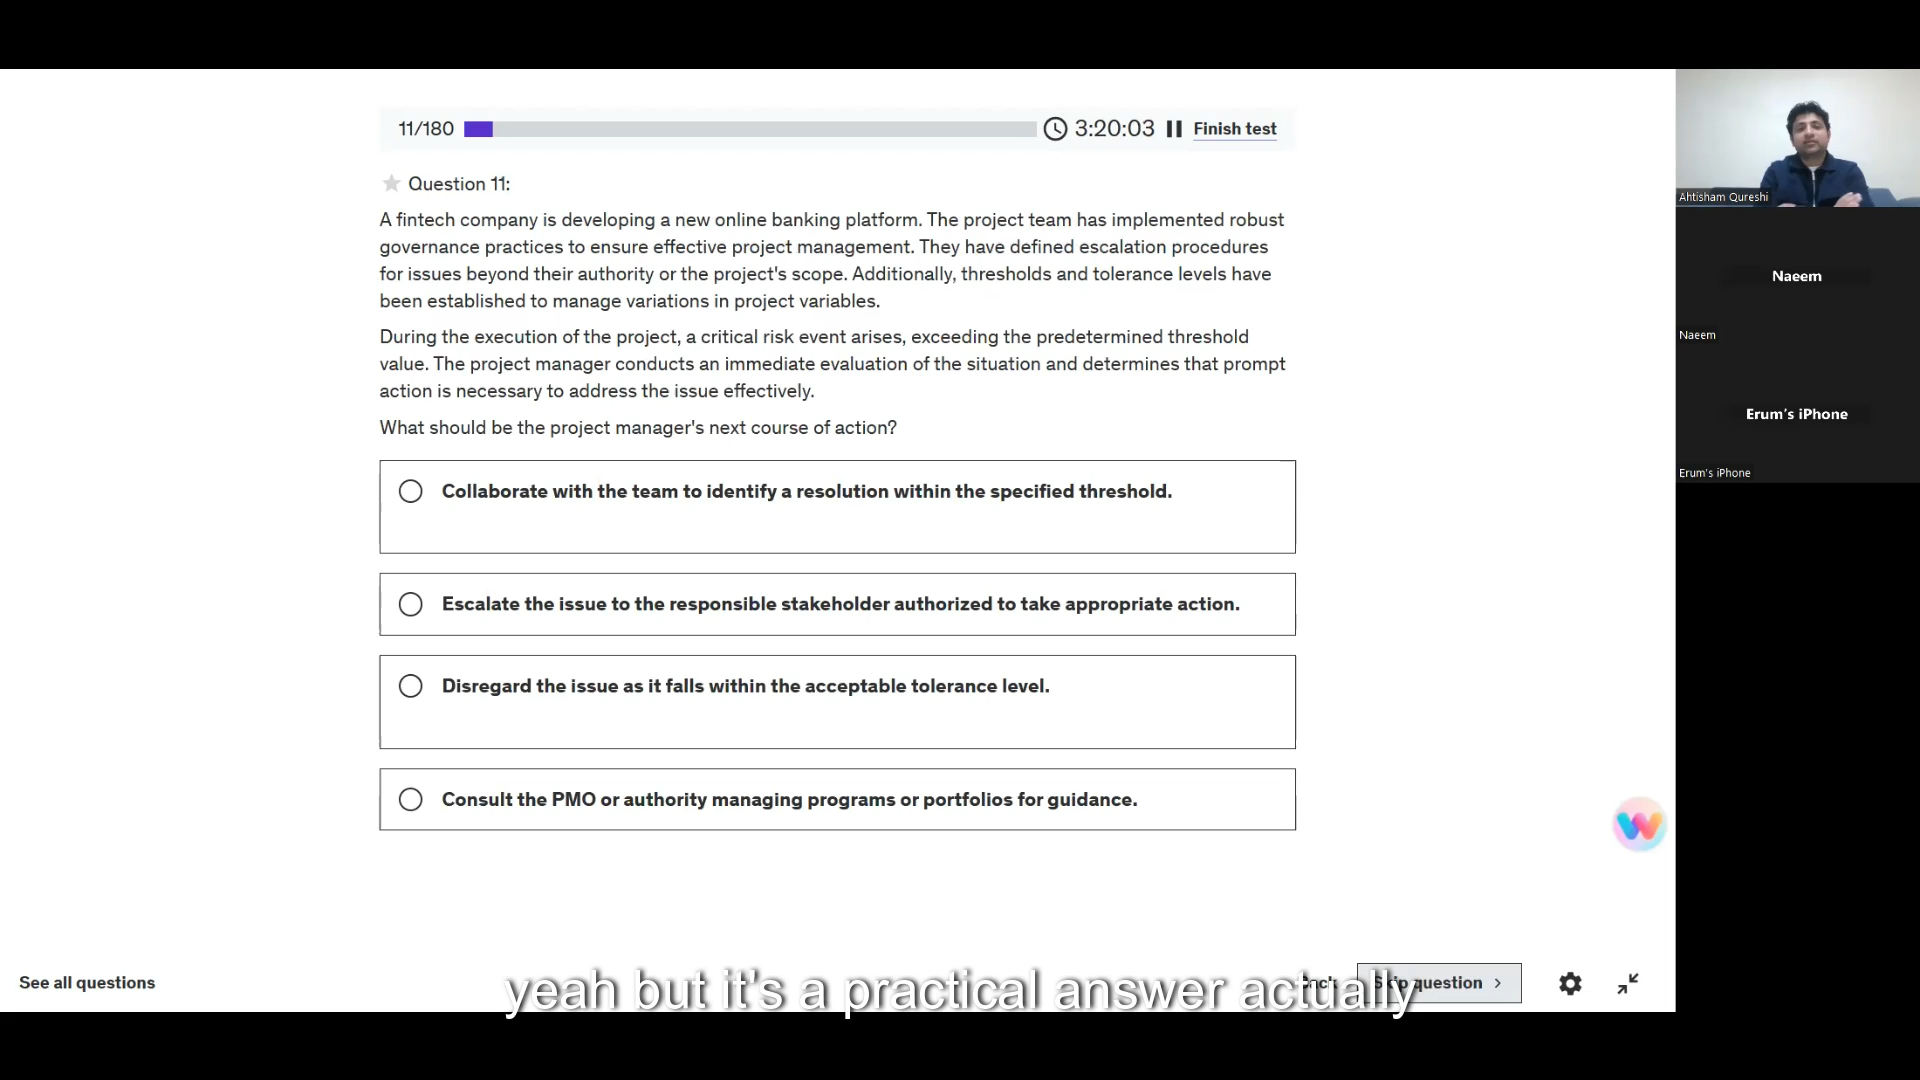 11/180
3:20:03
Finish test
Question 11:
A fintech company is developing a new online banking platform. The project team has implemented robust
governance practices to ensure effective project management. They have defined escalation procedures
for issues beyond their authority or the project's scope. Additionally, thresholds and tolerance levels have
been established to manage variations in project variables.
During the execution of the project, a critical risk event arises, exceeding the predetermined threshold
value. The project manager conducts an immediate evaluation of the situation and determines that prompt
action is necessary to address the issue effectively.
What should be the project manager's next course of action?
Collaborate with the team to identify a resolution within the specified threshold.
Escalate the issue to the responsible stakeholder authorized to take appropriate action.
Disregard the issue as it falls within the acceptable tolerance level.
Consult the PMO or authority managing programs or portfolios for guidance.
See all questions
Skip question
yeah but it's a practical answer actually
Ahtisham Qureshi
Naeem
Naeem
Erum's iPhone
Erum's iPhone